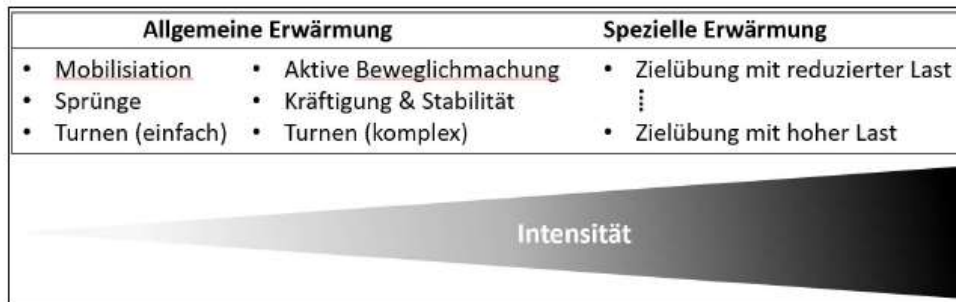 Allgemeine Erwärmung Spezielle Erwärmung
• Mobilisiation • Aktive Beweglichmachung • Zielübung mit reduzierter Last
• Sprünge • Kräftigung & Stabilität ⋮
• Turnen (einfach) • Turnen (komplex) • Zielübung mit hoher Last
Intensität